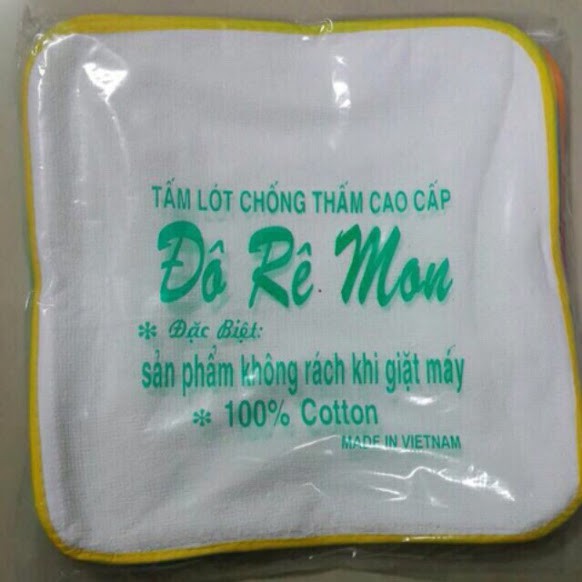 TẤM LÓT CHỐNG THẤM CAO CẤP
Đô Rê Mon
* Đặc Biệt:
sản phẩm không rách khi giặt máy
* 100% Cotton
MADE IN VIETNAM